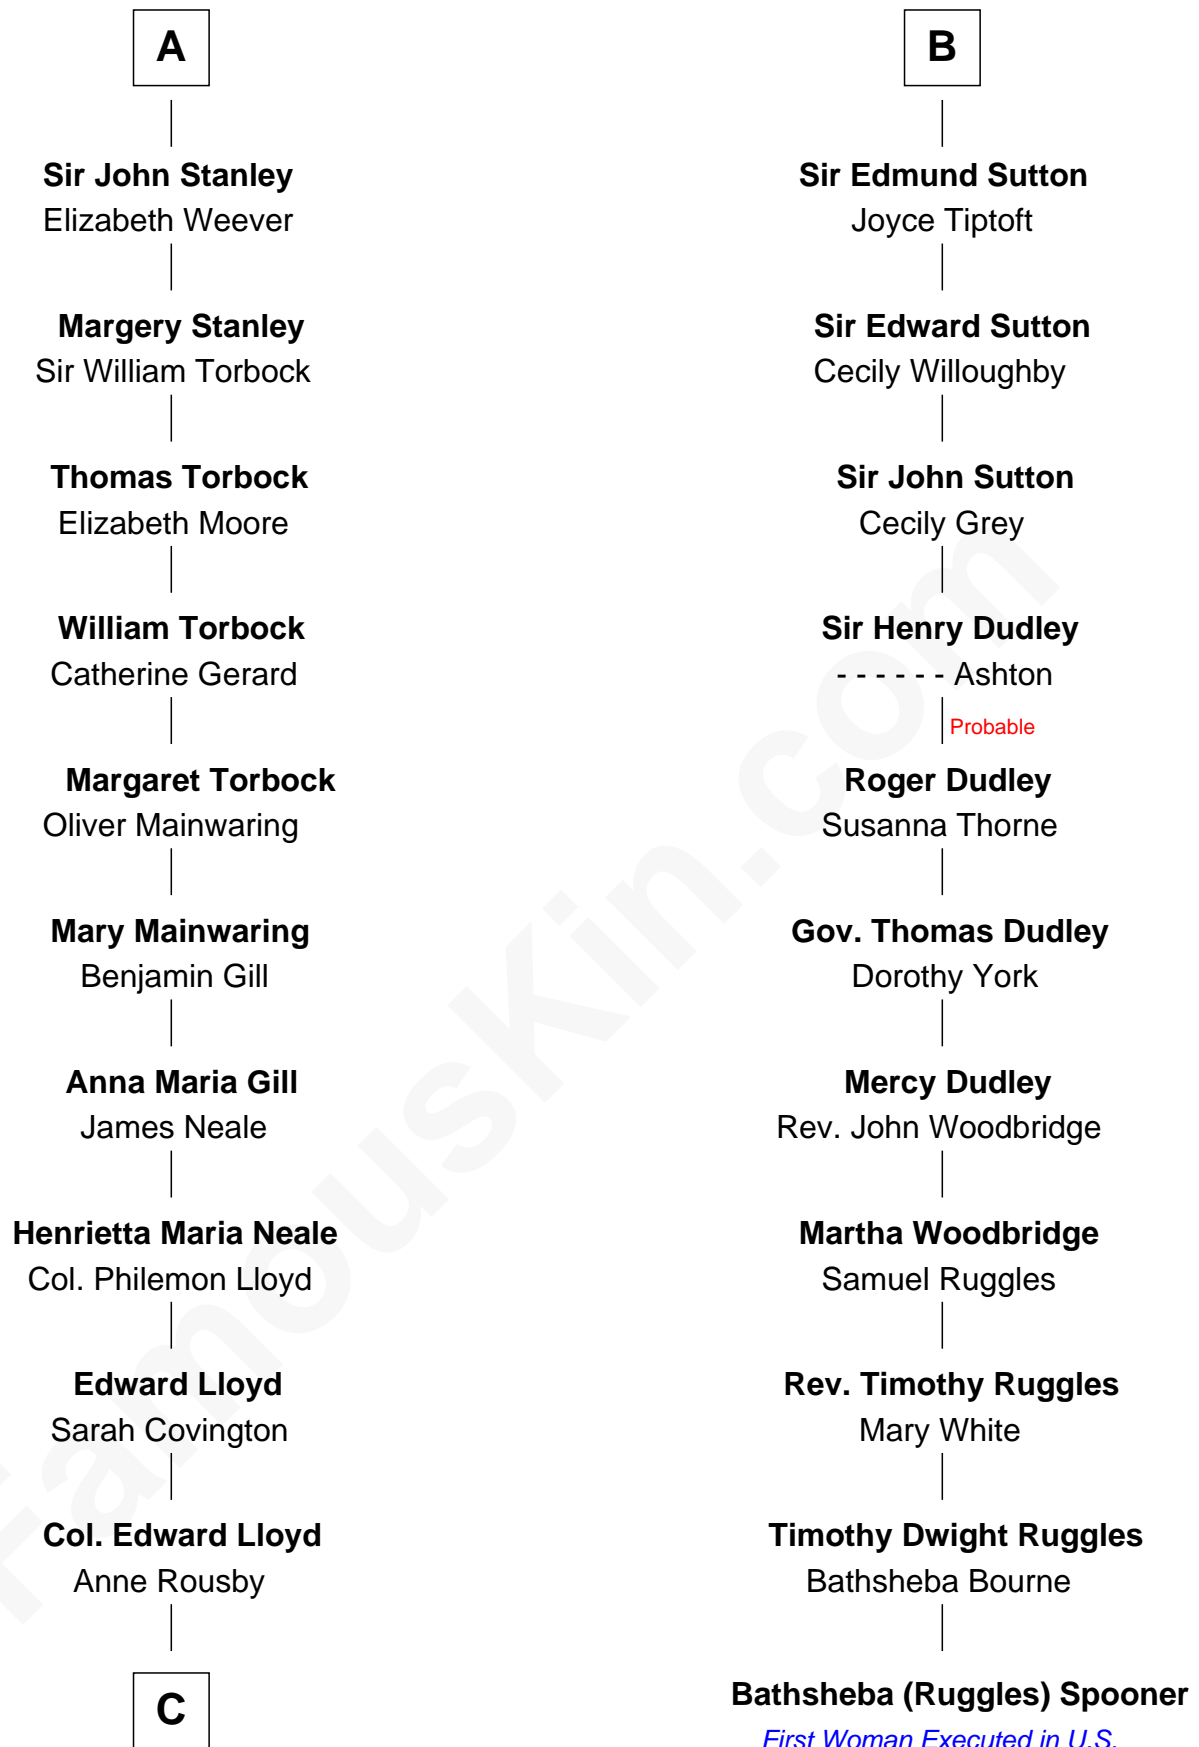 A
Sir John Stanley
Elizabeth Weever
Margery Stanley
Sir William Torbock
Thomas Torbock
Elizabeth Moore
William Torbock
Catherine Gerard
Margaret Torbock
Oliver Mainwaring
Mary Mainwaring
Benjamin Gill
Anna Maria Gill
James Neale
Henrietta Maria Neale
Col. Philemon Lloyd
Edward Lloyd
Sarah Covington
Col. Edward Lloyd
Anne Rousby
C
B
Sir Edmund Sutton
Joyce Tiptoft
Sir Edward Sutton
Cecily Willoughby
Sir John Sutton
Cecily Grey
Sir Henry Dudley
- - - - - - Ashton
Probable
Roger Dudley
Susanna Thorne
Gov. Thomas Dudley
Dorothy York
Mercy Dudley
Rev. John Woodbridge
Martha Woodbridge
Samuel Ruggles
Rev. Timothy Ruggles
Mary White
Timothy Dwight Ruggles
Bathsheba Bourne
Bathsheba (Ruggles) Spooner
First Woman Executed in U.S.
FamousKin.com